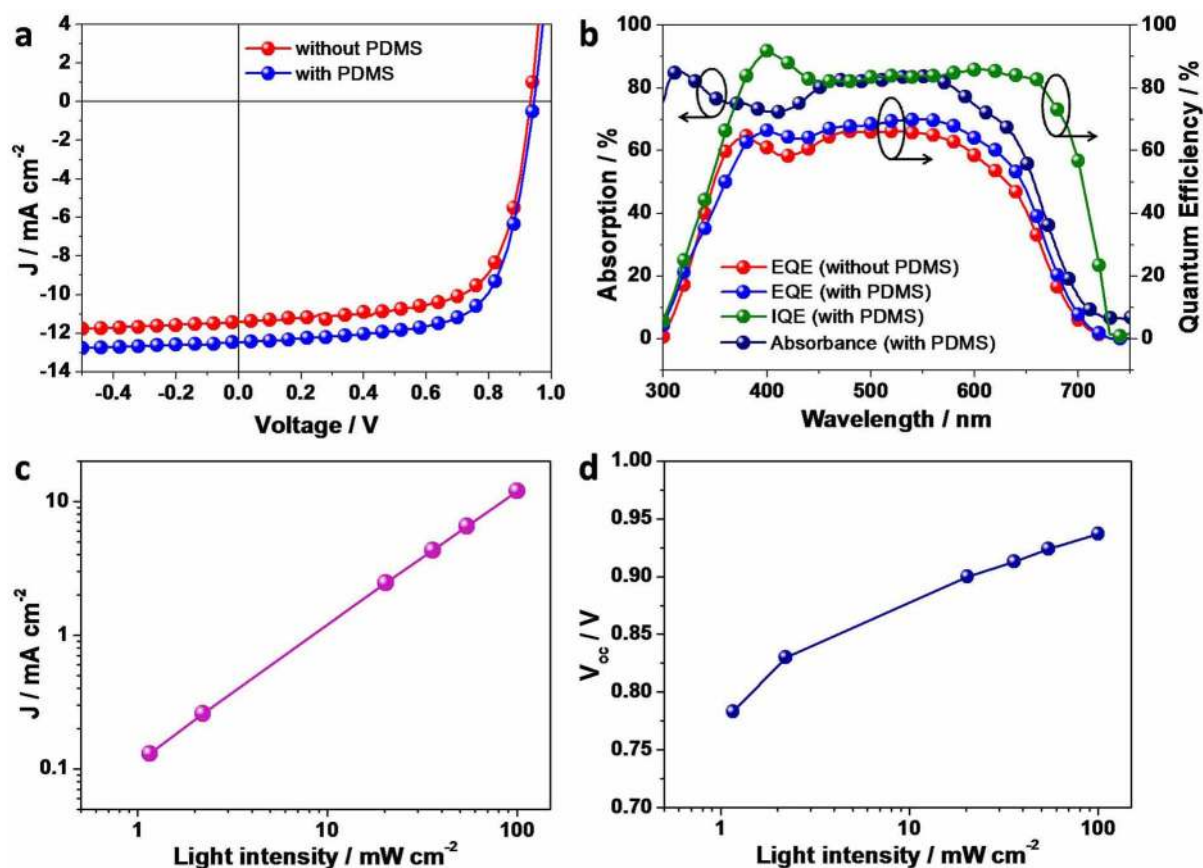 a
4
2
0
-2
-4
-6
-8
-10
-12
-14
-0.4
-0.2
0.0
0.2
0.4
0.6
0.8
1.0
J / mA cm⁻²
Voltage / V
without PDMS
with PDMS
b
100
80
60
40
20
0
100
80
60
40
20
0
300
400
500
600
700
Absorption / %
Quantum Efficiency / %
Wavelength / nm
EQE (without PDMS)
EQE (with PDMS)
IQE (with PDMS)
Absorbance (with PDMS)
c
10
1
0.1
1
10
100
J / mA cm⁻²
Light intensity / mW cm⁻²
d
1.00
0.95
0.90
0.85
0.80
0.75
0.70
1
10
100
Voc / V
Light intensity / mW cm⁻²